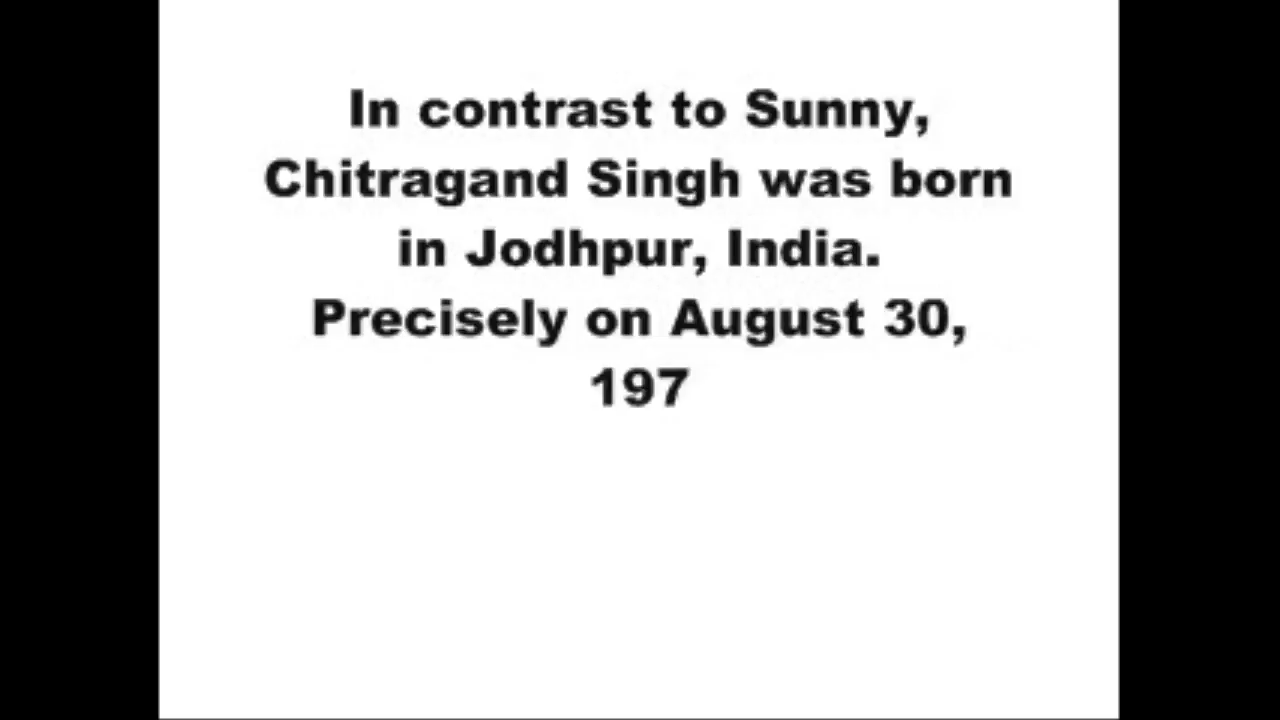 In contrast to Sunny,
Chitragand Singh was born
in Jodhpur, India.
Precisely on August 30,
197